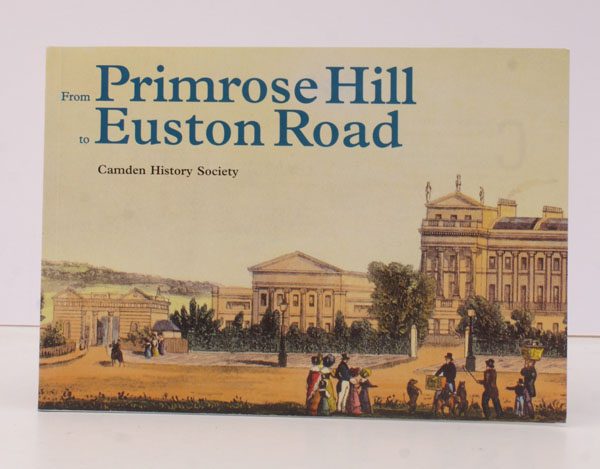 From Primrose Hill
to Euston Road
Camden History Society